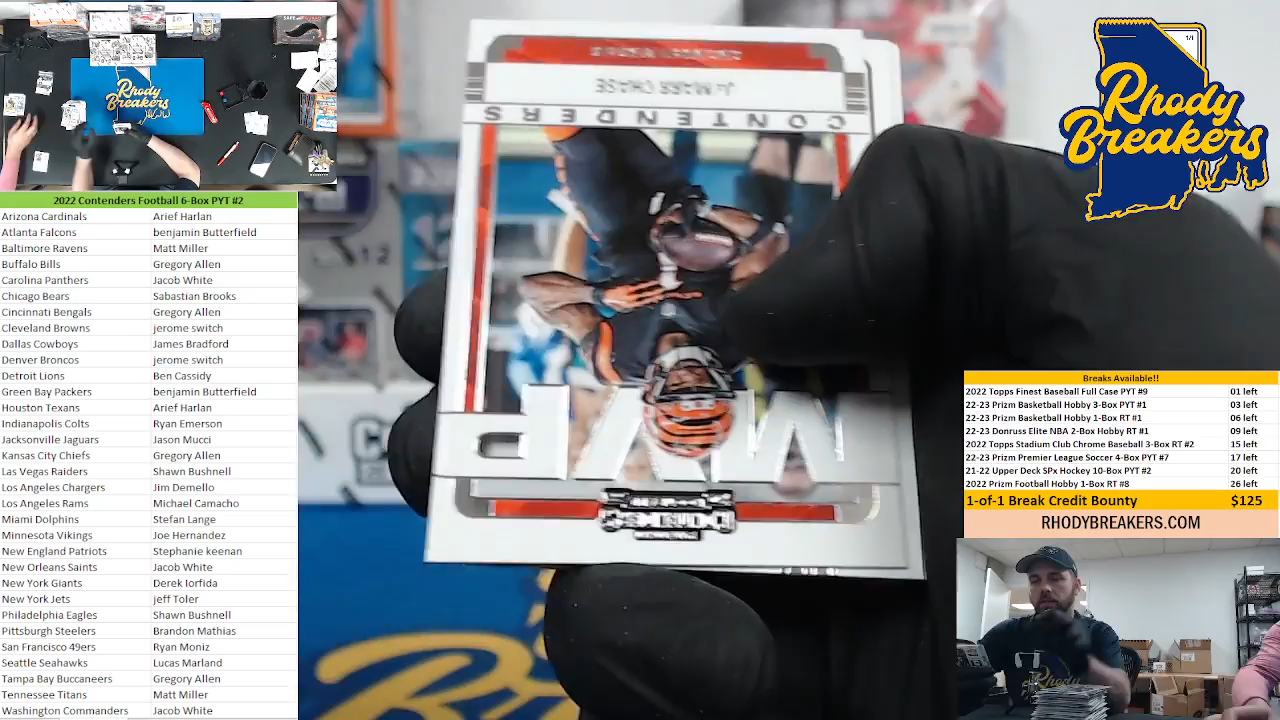 Rhody
Breakers
2022 Contenders Football 6-Box PYT #2
Arizona Cardinals Arief Harlan
Atlanta Falcons benjamin Butterfield
Baltimore Ravens Matt Miller
Buffalo Bills Gregory Allen
Carolina Panthers Jacob White
Chicago Bears Sabastian Brooks
Cincinnati Bengals Gregory Allen
Cleveland Browns jerome switch
Dallas Cowboys James Bradford
Denver Broncos jerome switch
Detroit Lions Ben Cassidy
Green Bay Packers benjamin Butterfield
Houston Texans Arief Harlan
Indianapolis Colts Ryan Emerson
Jacksonville Jaguars Jason Mucci
Kansas City Chiefs Gregory Allen
Las Vegas Raiders Shawn Bushnell
Los Angeles Chargers Jim Demello
Los Angeles Rams Michael Camacho
Miami Dolphins Stefan Lange
Minnesota Vikings Joe Hernandez
New England Patriots Stephanie keenan
New Orleans Saints Jacob White
New York Giants Derek Iorfida
New York Jets jeff Toler
Philadelphia Eagles Shawn Bushnell
Pittsburgh Steelers Brandon Mathias
San Francisco 49ers Ryan Moniz
Seattle Seahawks Lucas Marland
Tampa Bay Buccaneers Gregory Allen
Tennessee Titans Matt Miller
Washington Commanders Jacob White
JA'MARR CHASE
CONTENDERS
MVP
12
1/1
Rhody
Breakers
Breaks Available!!
2022 Topps Finest Baseball Full Case PYT #9 01 left
22-23 Prizm Basketball Hobby 3-Box PYT #1 03 left
22-23 Prizm Basketball Hobby 1-Box RT #1 06 left
22-23 Donruss Elite NBA 2-Box Hobby RT #1 09 left
2022 Topps Stadium Club Chrome Baseball 3-Box RT #2 15 left
22-23 Prizm Premier League Soccer 4-Box PYT #7 17 left
21-22 Upper Deck SPx Hockey 10-Box PYT #2 20 left
2022 Prizm Football Hobby 1-Box RT #8 26 left
1-of-1 Break Credit Bounty $125
RHODYBREAKERS.COM
Rhody